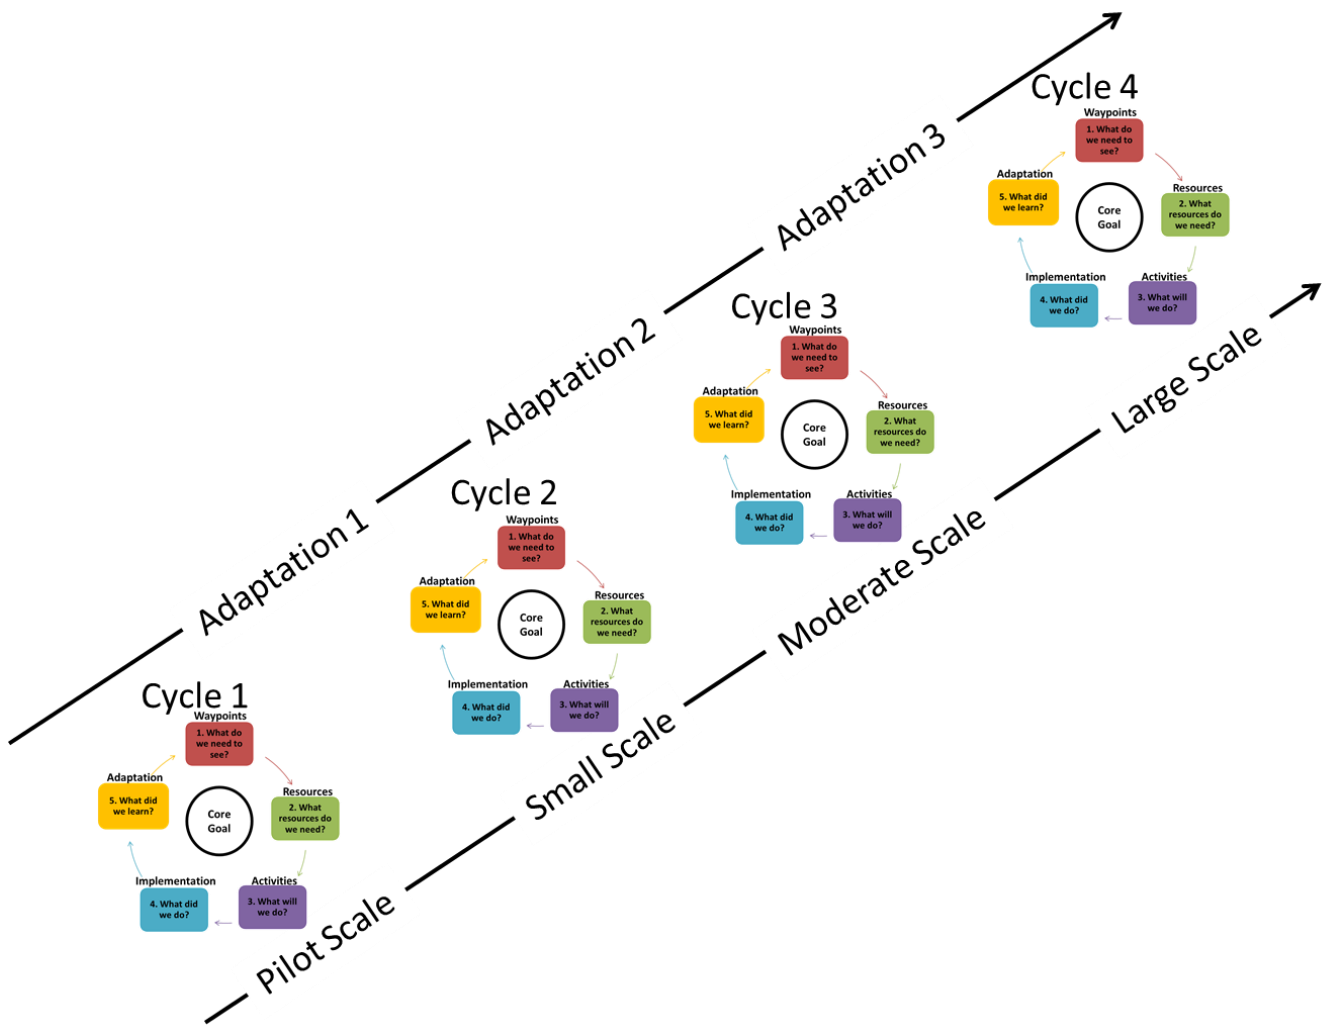 Cycle 4
Waypoints
1. What do
we need to
see?
Adaptation
5. What did
we learn?
Core
Goal
Resources
2. What
resources do
we need?
Implementation
4. What did
we do?
Activities
3. What will
we do?
Adaptation 3
Cycle 3
Waypoints
1. What do
we need to
see?
Adaptation
5. What did
we learn?
Core
Goal
Resources
2. What
resources do
we need?
Implementation
4. What did
we do?
Activities
3. What will
we do?
Large Scale
Adaptation 2
Cycle 2
Waypoints
1. What do
we need to
see?
Adaptation
5. What did
we learn?
Core
Goal
Resources
2. What
resources do
we need?
Implementation
4. What did
we do?
Activities
3. What will
we do?
Moderate Scale
Adaptation 1
Cycle 1
Waypoints
1. What do
we need to
see?
Adaptation
5. What did
we learn?
Core
Goal
Resources
2. What
resources do
we need?
Implementation
4. What did
we do?
Activities
3. What will
we do?
Small Scale
Pilot Scale